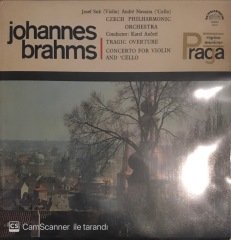 johannes
brahms
Josef Suk (Violin) André Navarra ('Cello)
CZECH PHILHARMONIC
ORCHESTRA
Conductor: Karel Ančerl
TRAGIC OVERTURE
CONCERTO FOR VIOLIN
AND 'CELLO
Praga
CS CamScanner ile tarandı